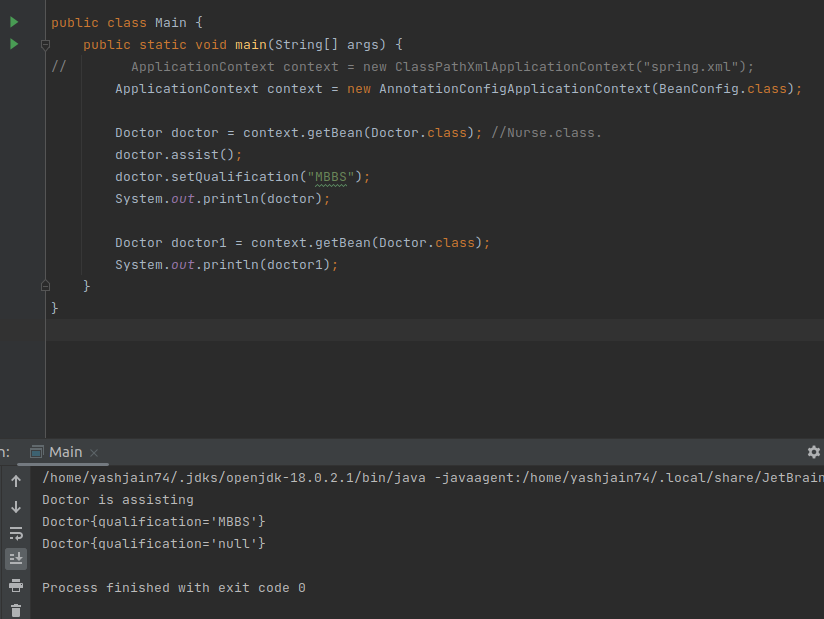 public class Main {
    public static void main(String[] args) {
//        ApplicationContext context = new ClassPathXmlApplicationContext("spring.xml");
        ApplicationContext context = new AnnotationConfigApplicationContext(BeanConfig.class);
        Doctor doctor = context.getBean(Doctor.class); //Nurse.class.
        doctor.assist();
        doctor.setQualification("MBBS");
        System.out.println(doctor);
        Doctor doctor1 = context.getBean(Doctor.class);
        System.out.println(doctor1);
    }
}
n: Main
/home/yashjain74/.jdks/openjdk-18.0.2.1/bin/java -javaagent:/home/yashjain74/.local/share/JetBrain
Doctor is assisting
Doctor{qualification='MBBS'}
Doctor{qualification='null'}
Process finished with exit code 0